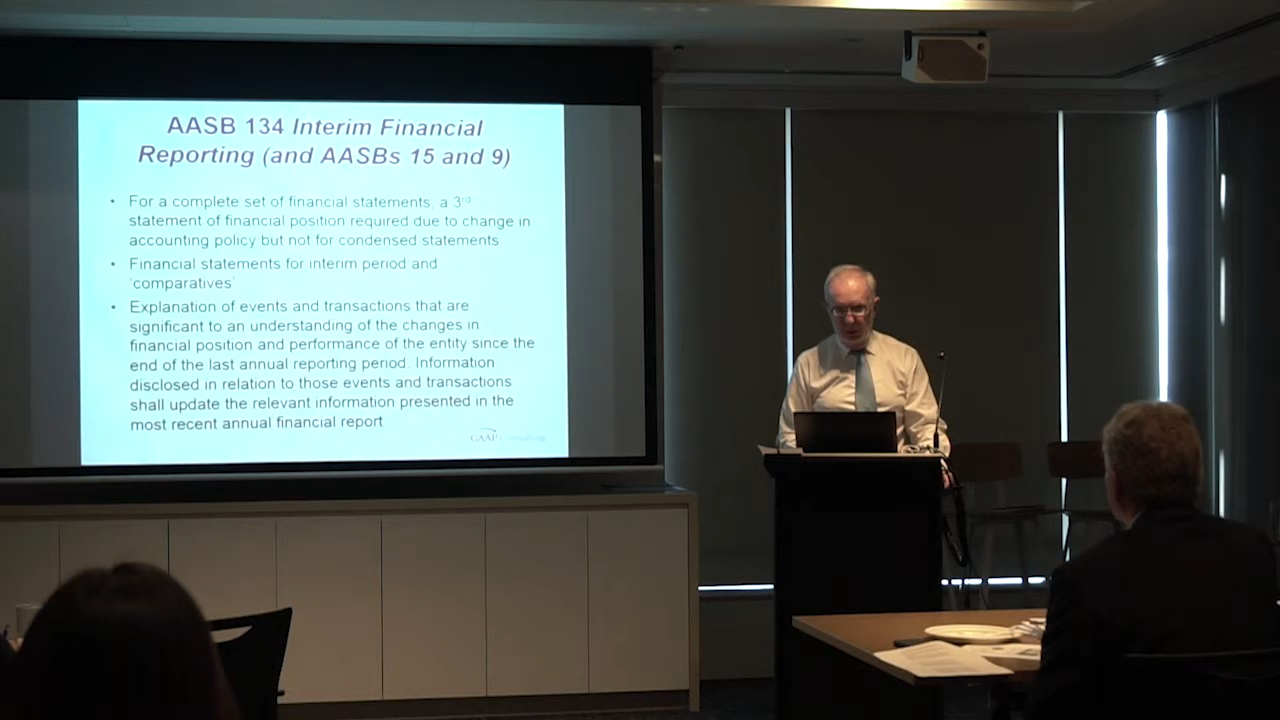 AASB 134 Interim Financial
Reporting (and AASBs 15 and 9)
• For a complete set of financial statements, a 3rd
statement of financial position required due to change in
accounting policy but not for condensed statements
• Financial statements for interim period and
'comparatives'
• Explanation of events and transactions that are
significant to an understanding of the changes in
financial position and performance of the entity since the
end of the last annual reporting period. Information
disclosed in relation to those events and transactions
shall update the relevant information presented in the
most recent annual financial report
GAAP Consulting